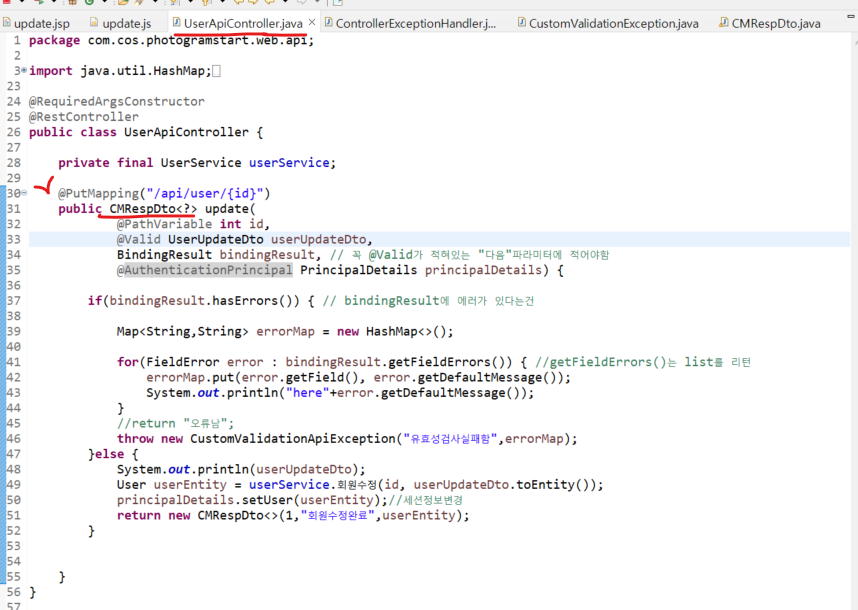 update.jsp update.js UserApiController.java ControllerExceptionHandler.j... CustomValidationException.java CMRespDto.java
1 package com.cos.photogramstart.web.api;
2
3 import java.util.HashMap;
23
24 @RequiredArgsConstructor
25 @RestController
26 public class UserApiController {
27
28 private final UserService userService;
29
30 @PutMapping("/api/user/{id}")
31 public CMRespDto<?> update(
32 @PathVariable int id,
33 @Valid UserUpdateDto userUpdateDto,
34 BindingResult bindingResult, // 꼭 @Valid가 적혀있는 "다음"파라미터에 적어야함
35 @AuthenticationPrincipal PrincipalDetails principalDetails) {
36
37 if(bindingResult.hasErrors()) { // bindingResult에 에러가 있다는건
38
39 Map<String,String> errorMap = new HashMap<>();
40
41 for(FieldError error : bindingResult.getFieldErrors()) { //getFieldErrors()는 list를 리턴
42 errorMap.put(error.getField(), error.getDefaultMessage());
43 System.out.println("here"+error.getDefaultMessage());
44 }
45 //return "오류남";
46 throw new CustomValidationApiException("유효성검사실패함",errorMap);
47 }else {
48 System.out.println(userUpdateDto);
49 User userEntity = userService.회원수정(id, userUpdateDto.toEntity());
50 principalDetails.setUser(userEntity);//세션정보변경
51 return new CMRespDto<>(1,"회원수정완료",userEntity);
52 }
53
54
55 }
56 }
57